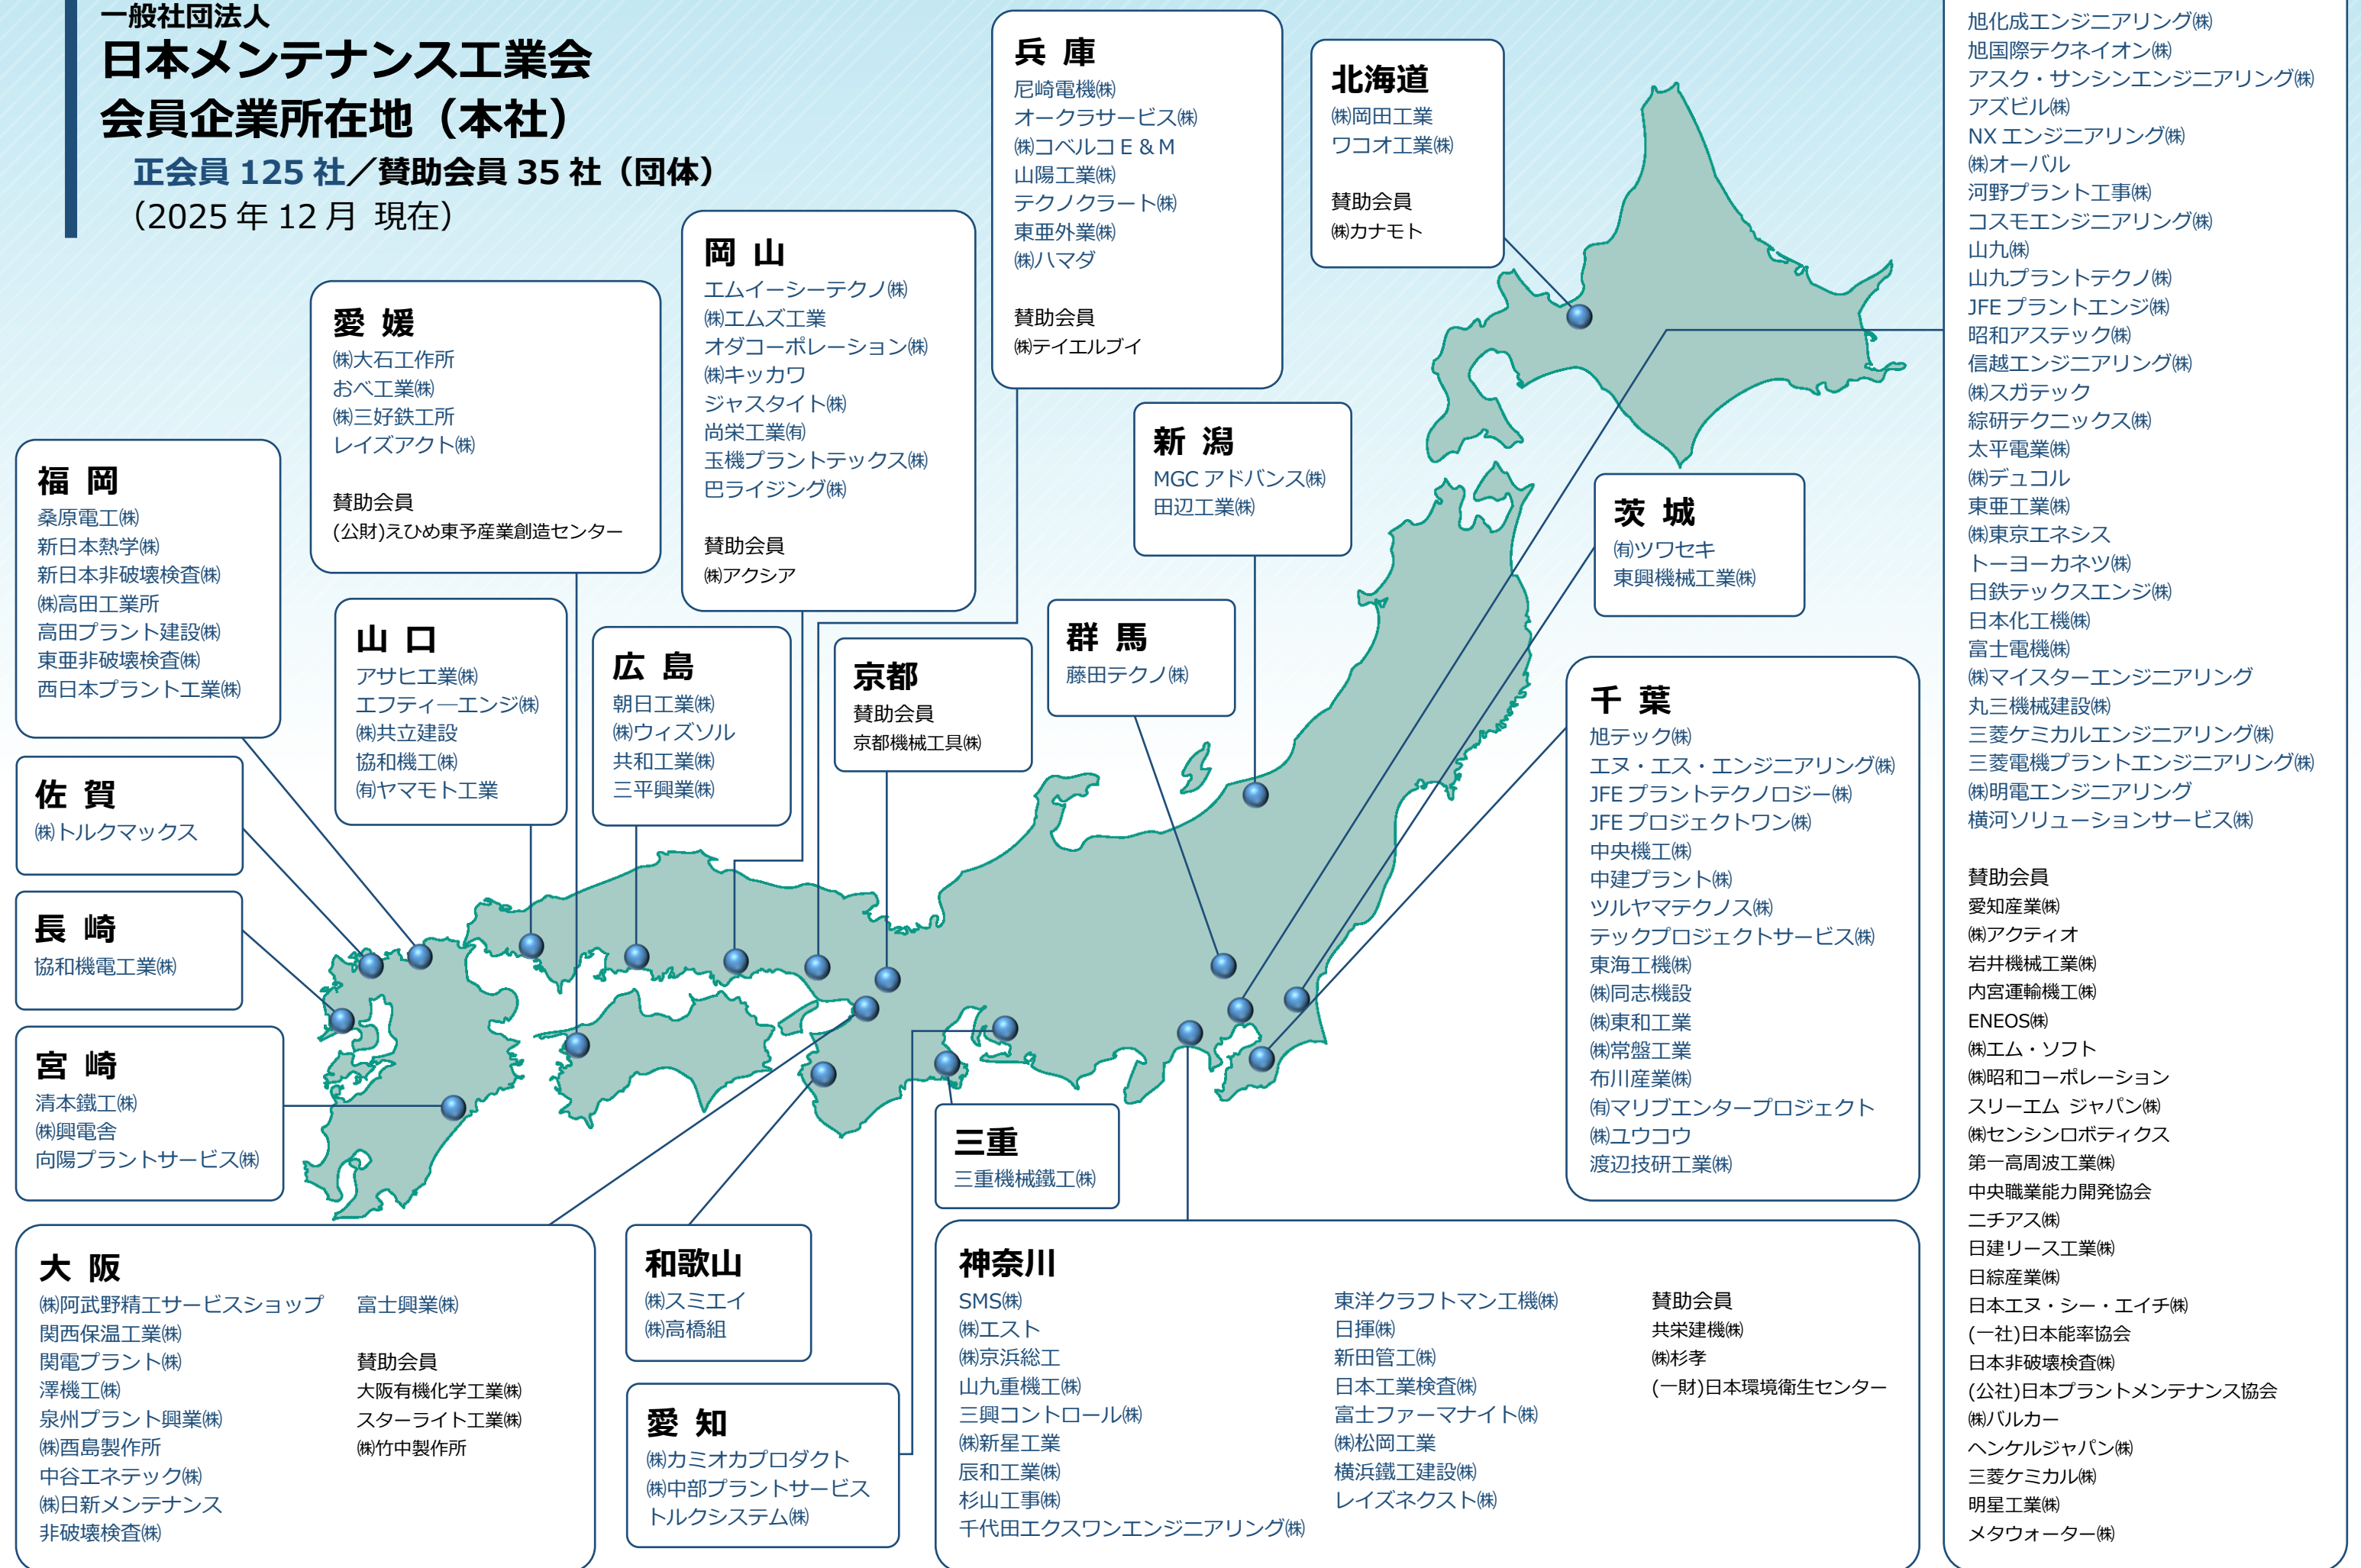 一般社団法人
日本メンテナンス工業会
会員企業所在地（本社）
正会員 125 社／賛助会員 35 社（団体）
（2025 年 12 月 現在）
福 岡
桑原電工㈱
新日本熱学㈱
新日本非破壊検査㈱
㈱高田工業所
高田プラント建設㈱
東亜非破壊検査㈱
西日本プラント工業㈱
佐 賀
㈱トルクマックス
長 崎
協和機電工業㈱
宮 崎
清本鐵工㈱
㈱興電舎
向陽プラントサービス㈱
愛 媛
㈱大石工作所
おべ工業㈱
㈱三好鉄工所
レイズアクト㈱
賛助会員
(公財)えひめ東予産業創造センター
山 口
アサヒ工業㈱
エフティ―エンジ㈱
㈱共立建設
協和機工㈱
㈲ヤマモト工業
広 島
朝日工業㈱
㈱ウィズソル
共和工業㈱
三平興業㈱
岡 山
エムイーシーテクノ㈱
㈱エムズ工業
オダコーポレーション㈱
㈱キッカワ
ジャスタイト㈱
尚栄工業㈲
玉機プラントテックス㈱
巴ライジング㈱
賛助会員
㈱アクシア
兵 庫
尼崎電機㈱
オークラサービス㈱
㈱コベルコＥ＆Ｍ
山陽工業㈱
テクノクラート㈱
東亜外業㈱
㈱ハマダ
賛助会員
㈱テイエルブイ
京都
賛助会員
京都機械工具㈱
北海道
㈱岡田工業
ワコオ工業㈱
賛助会員
㈱カナモト
新 潟
MGC アドバンス㈱
田辺工業㈱
群 馬
藤田テクノ㈱
茨 城
㈲ツワセキ
東興機械工業㈱
千 葉
旭テック㈱
エヌ・エス・エンジニアリング㈱
JFE プラントテクノロジー㈱
JFE プロジェクトワン㈱
中央機工㈱
中建プラント㈱
ツルヤマテクノス㈱
テックプロジェクトサービス㈱
東海工機㈱
㈱同志機設
㈱東和工業
㈱常盤工業
布川産業㈱
㈲マリブエンタープロジェクト
㈱ユウコウ
渡辺技研工業㈱
旭化成エンジニアリング㈱
旭国際テクネイオン㈱
アスク・サンシンエンジニアリング㈱
アズビル㈱
NX エンジニアリング㈱
㈱オーバル
河野プラント工事㈱
コスモエンジニアリング㈱
山九㈱
山九プラントテクノ㈱
JFE プラントエンジ㈱
昭和アステック㈱
信越エンジニアリング㈱
㈱スガテック
綜研テクニックス㈱
太平電業㈱
㈱デュコル
東亜工業㈱
㈱東京エネシス
トーヨーカネツ㈱
日鉄テックスエンジ㈱
日本化工機㈱
富士電機㈱
㈱マイスターエンジニアリング
丸三機械建設㈱
三菱ケミカルエンジニアリング㈱
三菱電機プラントエンジニアリング㈱
㈱明電エンジニアリング
横河ソリューションサービス㈱
賛助会員
愛知産業㈱
㈱アクティオ
岩井機械工業㈱
内宮運輸機工㈱
ENEOS㈱
㈱エム・ソフト
㈱昭和コーポレーション
スリーエム ジャパン㈱
㈱センシンロボティクス
第一高周波工業㈱
中央職業能力開発協会
ニチアス㈱
日建リース工業㈱
日綜産業㈱
日本エヌ・シー・エイチ㈱
(一社)日本能率協会
日本非破壊検査㈱
(公社)日本プラントメンテナンス協会
㈱バルカー
ヘンケルジャパン㈱
三菱ケミカル㈱
明星工業㈱
メタウォーター㈱
大 阪
㈱阿武野精工サービスショップ
関西保温工業㈱
関電プラント㈱
澤機工㈱
泉州プラント興業㈱
㈱酉島製作所
中谷エネテック㈱
㈱日新メンテナンス
非破壊検査㈱
富士興業㈱
賛助会員
大阪有機化学工業㈱
スターライト工業㈱
㈱竹中製作所
和歌山
㈱スミエイ
㈱高橋組
愛 知
㈱カミオカプロダクト
㈱中部プラントサービス
トルクシステム㈱
三重
三重機械鐵工㈱
神奈川
SMS㈱
㈱エスト
㈱京浜総工
山九重機工㈱
三興コントロール㈱
㈱新星工業
辰和工業㈱
杉山工事㈱
千代田エクスワンエンジニアリング㈱
東洋クラフトマン工機㈱
日揮㈱
新田管工㈱
日本工業検査㈱
富士ファーマナイト㈱
㈱松岡工業
横浜鐵工建設㈱
レイズネクスト㈱
賛助会員
共栄建機㈱
㈱杉孝
(一財)日本環境衛生センター